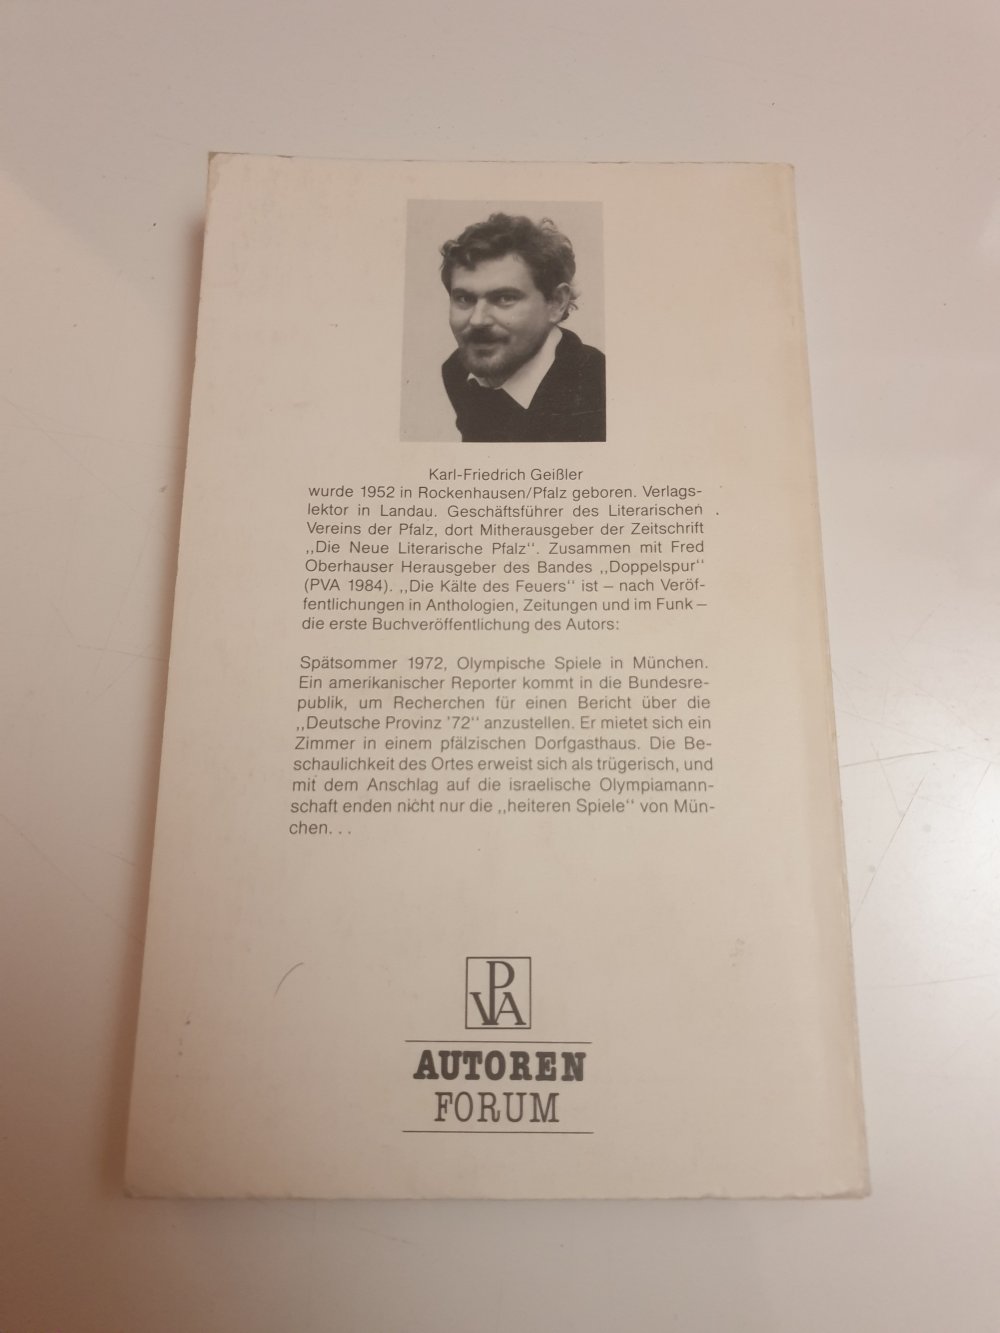 Karl-Friedrich Geißler
wurde 1952 in Rockenhausen/Pfalz geboren. Verlags-
lektor in Landau. Geschäftsführer des Literarischen
Vereins der Pfalz, dort Mitherausgeber der Zeitschrift
„Die Neue Literarische Pfalz". Zusammen mit Fred
Oberhauser Herausgeber des Bandes „Doppelspur"
(PVA 1984). „Die Kälte des Feuers" ist – nach Veröf-
fentlichungen in Anthologien, Zeitungen und im Funk –
die erste Buchveröffentlichung des Autors:
Spätsommer 1972, Olympische Spiele in München.
Ein amerikanischer Reporter kommt in die Bundesre-
publik, um Recherchen für einen Bericht über die
„Deutsche Provinz '72" anzustellen. Er mietet sich ein
Zimmer in einem pfälzischen Dorfgasthaus. Die Be-
schaulichkeit des Ortes erweist sich als trügerisch, und
mit dem Anschlag auf die israelische Olympiamann-
schaft enden nicht nur die „heiteren Spiele" von Mün-
chen. . .
PVA
AUTOREN
FORUM